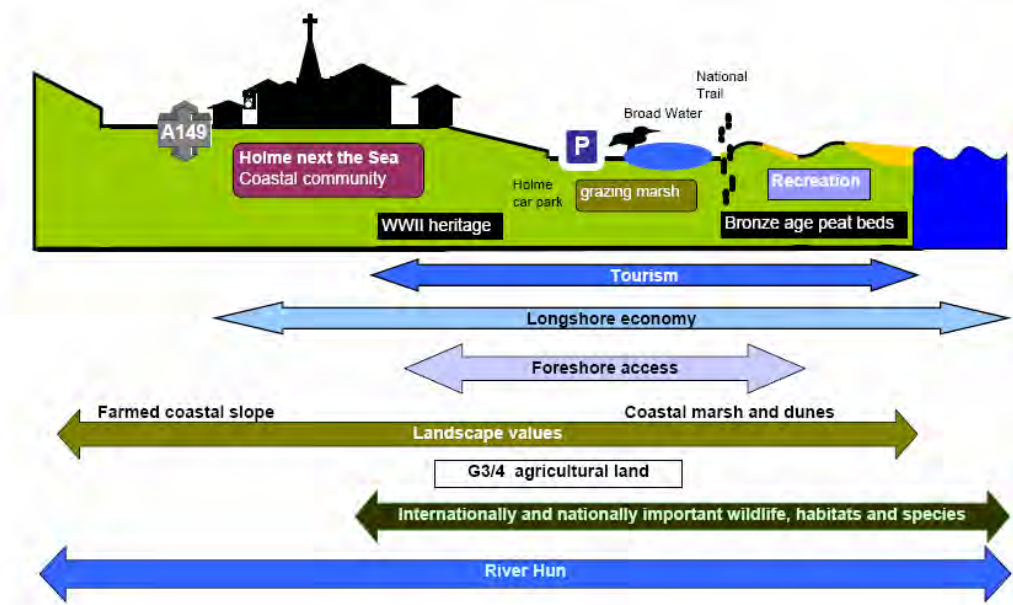 National
Trail
Broad Water
A149
P
Holme next the Sea
Coastal community
Holme
car park
grazing marsh
Recreation
WWII heritage
Bronze age peat beds
Tourism
Longshore economy
Foreshore access
Farmed coastal slope
Coastal marsh and dunes
Landscape values
G3/4 agricultural land
Internationally and nationally important wildlife, habitats and species
River Hun